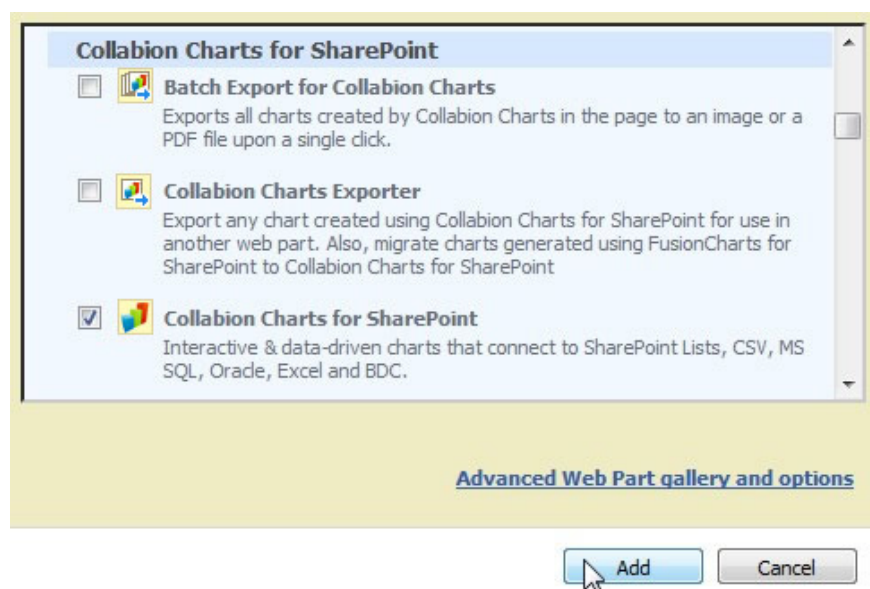 Collabion Charts for SharePoint
Batch Export for Collabion Charts
Exports all charts created by Collabion Charts in the page to an image or a
PDF file upon a single click.
Collabion Charts Exporter
Export any chart created using Collabion Charts for SharePoint for use in
another web part. Also, migrate charts generated using FusionCharts for
SharePoint to Collabion Charts for SharePoint
Collabion Charts for SharePoint
Interactive & data-driven charts that connect to SharePoint Lists, CSV, MS
SQL, Oracle, Excel and BDC.
Advanced Web Part gallery and options
Add Cancel